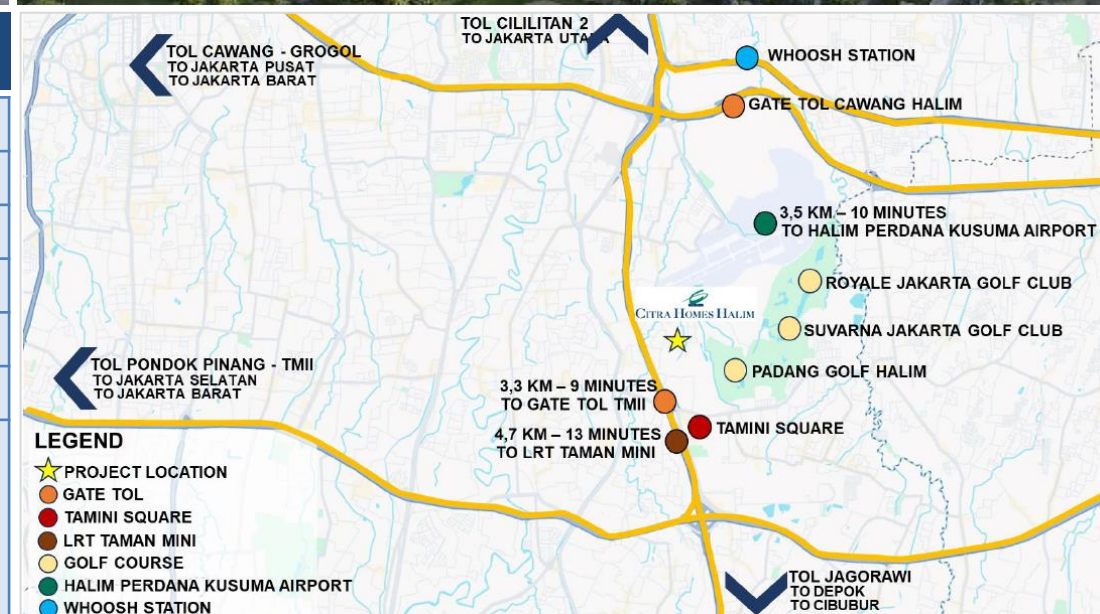 TOL CILILITAN 2
TO JAKARTA UTARA
TOL CAWANG - GROGOL
TO JAKARTA PUSAT
TO JAKARTA BARAT
WHOOSH STATION
GATE TOL CAWANG HALIM
3,5 KM – 10 MINUTES
TO HALIM PERDANA KUSUMA AIRPORT
ROYALE JAKARTA GOLF CLUB
CITRA HOMES HALIM
SUVARNA JAKARTA GOLF CLUB
PADANG GOLF HALIM
TOL PONDOK PINANG - TMII
TO JAKARTA SELATAN
TO JAKARTA BARAT
3,3 KM – 9 MINUTES
TO GATE TOL TMII
4,7 KM – 13 MINUTES
TO LRT TAMAN MINI
TAMINI SQUARE
LEGEND
PROJECT LOCATION
GATE TOL
TAMINI SQUARE
LRT TAMAN MINI
GOLF COURSE
HALIM PERDANA KUSUMA AIRPORT
WHOOSH STATION
TOL JAGORAWI
TO DEPOK
TO CIBUBUR